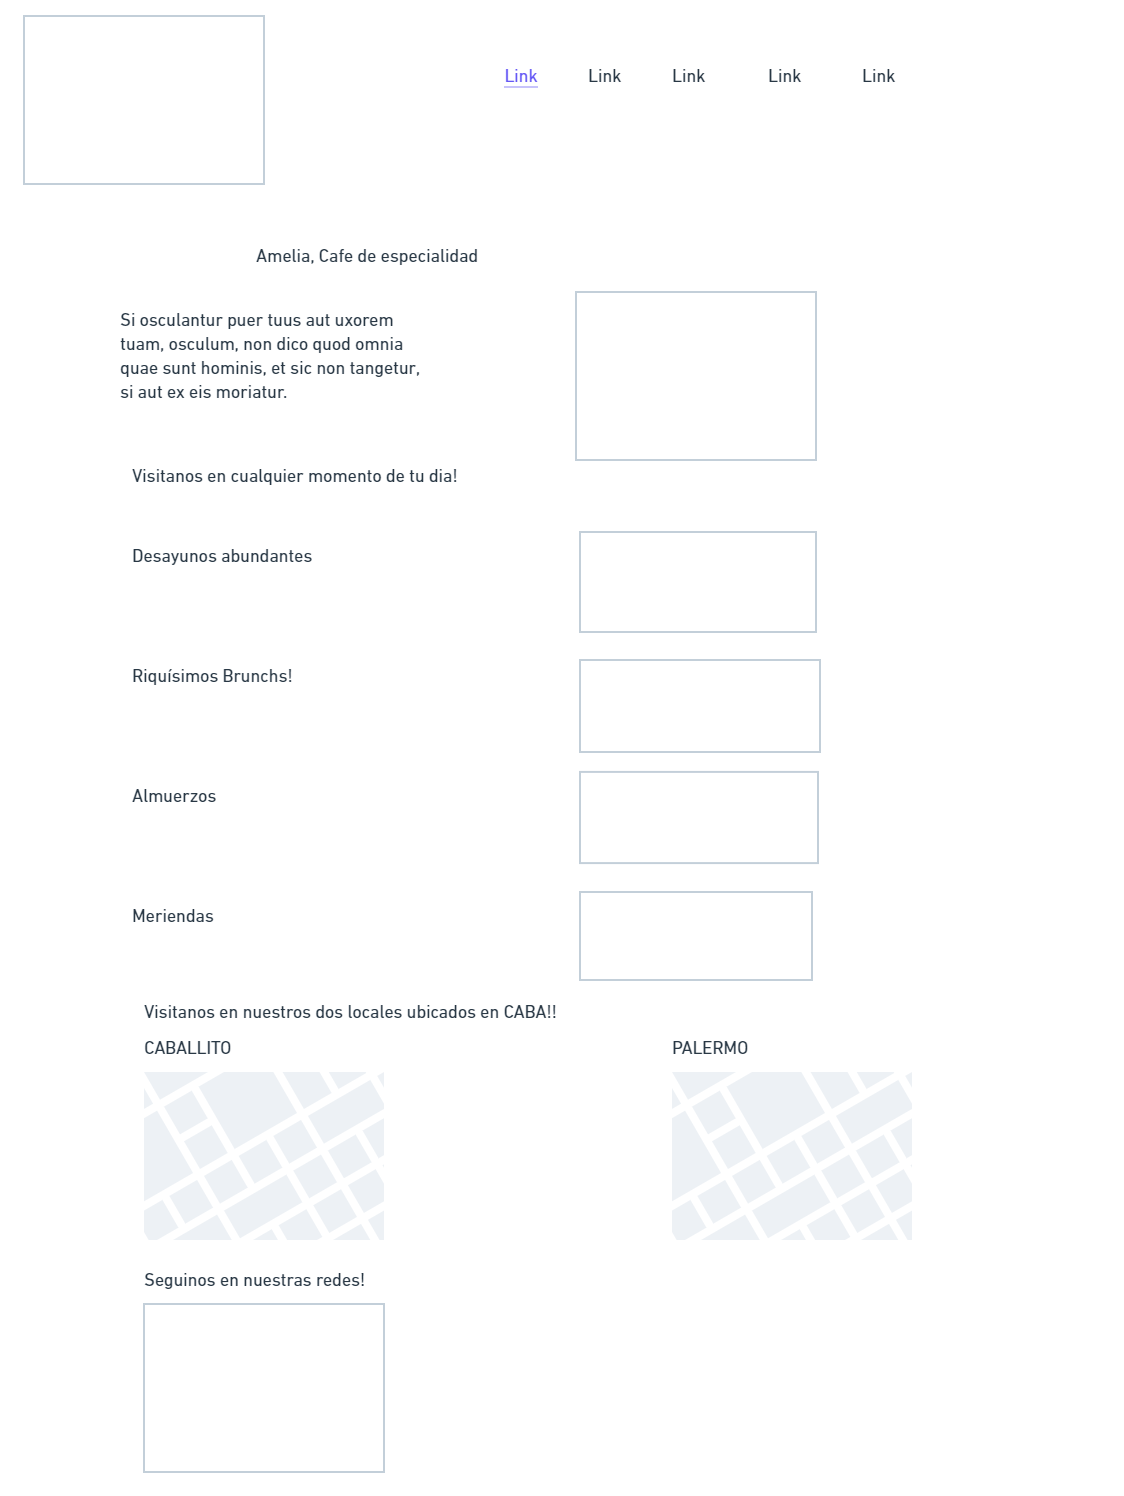 Link Link Link Link Link
Amelia, Cafe de especialidad
Si osculantur puer tuus aut uxorem
tuam, osculum, non dico quod omnia
quae sunt hominis, et sic non tangetur,
si aut ex eis moriatur.
Visitanos en cualquier momento de tu dia!
Desayunos abundantes
Riquísimos Brunchs!
Almuerzos
Meriendas
Visitanos en nuestros dos locales ubicados en CABA!!
CABALLITO PALERMO
Seguinos en nuestras redes!